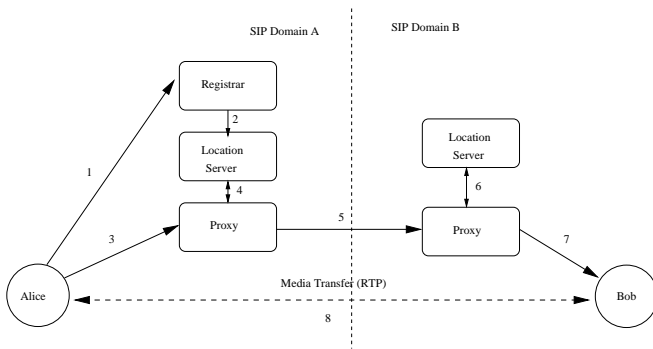 SIP Domain A
SIP Domain B
Registrar
2
Location
Server
Location
Server
1
4
6
Proxy
5
Proxy
3
7
Media Transfer (RTP)
Alice
Bob
8